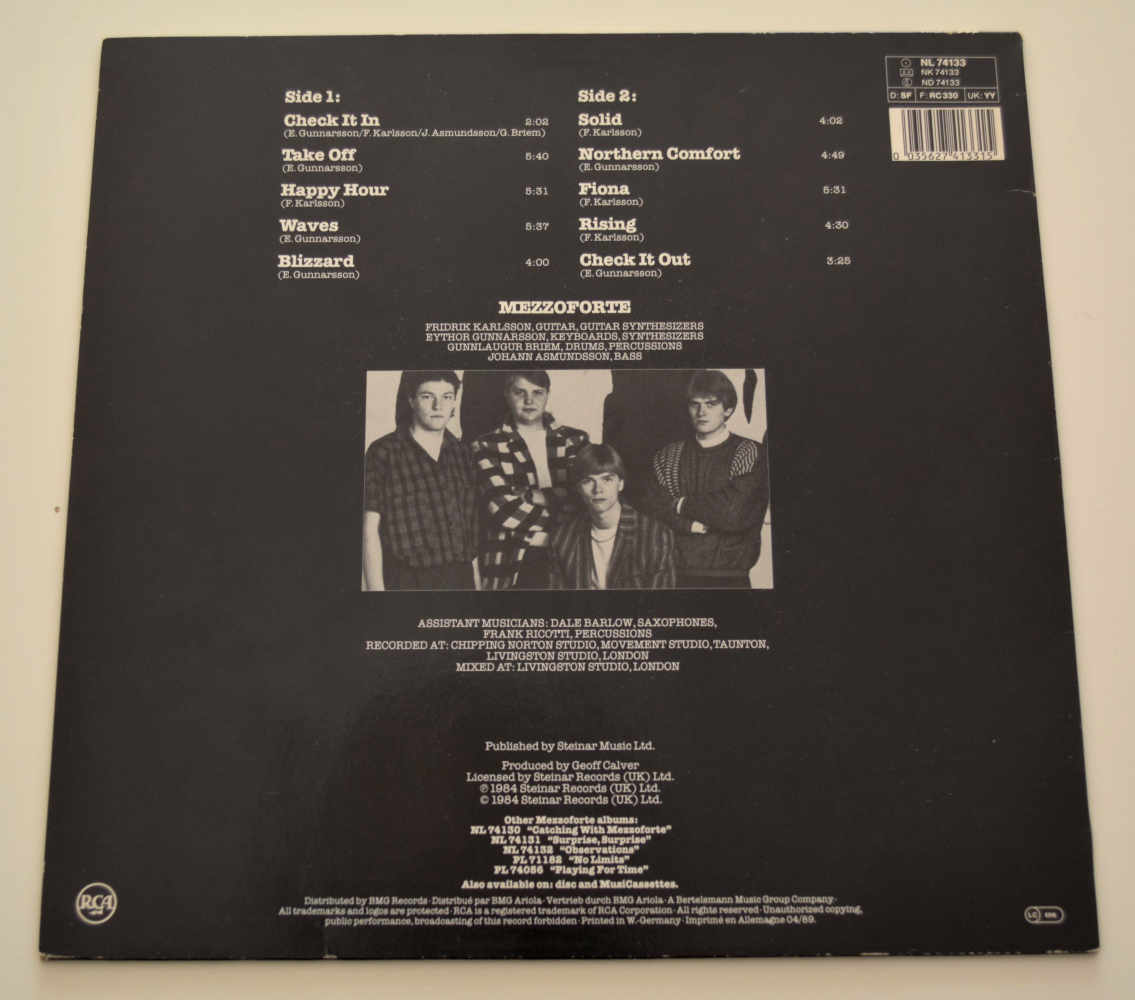 NL 74133
NK 74133
ND 74133
D: SF F: RC 330 UK: YY
0 035627 413315
Side 1:
Check It In 2:02
(E. Gunnarsson/F. Karlsson/J. Asmundsson/G. Briem)
Take Off 5:40
(E. Gunnarsson)
Happy Hour 5:31
(F. Karlsson)
Waves 5:37
(E. Gunnarsson)
Blizzard 4:00
(E. Gunnarsson)
Side 2:
Solid 4:02
(F. Karlsson)
Northern Comfort 4:49
(E. Gunnarsson)
Fiona 5:31
(F. Karlsson)
Rising 4:30
(F. Karlsson)
Check It Out 3:25
(E. Gunnarsson)
MEZZOFORTE
FRIDRIK KARLSSON, GUITAR, GUITAR SYNTHESIZERS
EYTHOR GUNNARSSON, KEYBOARDS, SYNTHESIZERS
GUNNLAUGUR BRIEM, DRUMS, PERCUSSIONS
JOHANN ASMUNDSSON, BASS
ASSISTANT MUSICIANS: DALE BARLOW, SAXOPHONES,
FRANK RICOTTI, PERCUSSIONS
RECORDED AT: CHIPPING NORTON STUDIO, MOVEMENT STUDIO, TAUNTON,
LIVINGSTON STUDIO, LONDON
MIXED AT: LIVINGSTON STUDIO, LONDON
Published by Steinar Music Ltd.
Produced by Geoff Calver
Licensed by Steinar Records (UK) Ltd.
℗ 1984 Steinar Records (UK) Ltd.
© 1984 Steinar Records (UK) Ltd.
Other Mezzoforte albums:
NL 74130 "Catching With Mezzoforte"
NL 74131 "Surprise, Surprise"
NL 74132 "Observations"
PL 71182 "No Limits"
PL 74056 "Playing For Time"
Also available on: disc and MusiCassettes.
Distributed by BMG Records · Distribué par BMG Ariola · Vertrieb durch BMG Ariola · A Bertelsmann Music Group Company ·
All trademarks and logos are protected · RCA is a registered trademark of RCA Corporation · All rights reserved · Unauthorized copying,
public performance, broadcasting of this record forbidden · Printed in W.-Germany · Imprimé en Allemagne 04/89.
RCA
LC